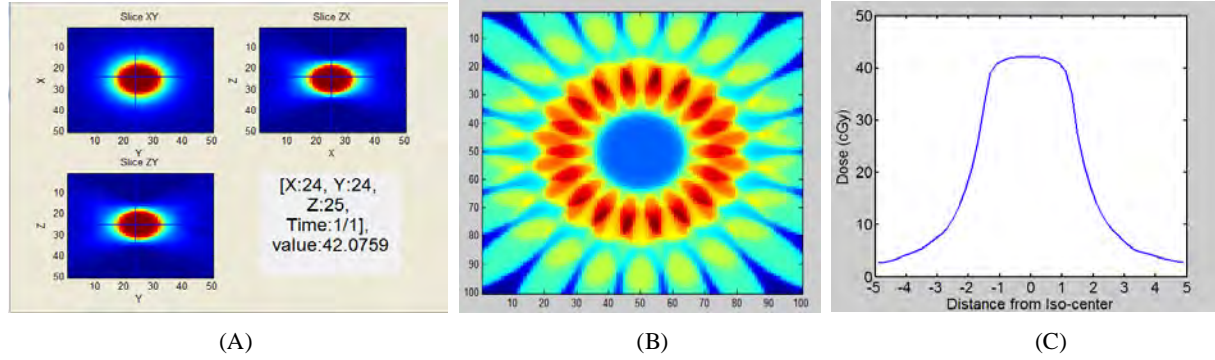 Slice XY
10
20
30
40
50
X
10 20 30 40 50
Y
Slice ZX
10
20
30
40
50
Z
10 20 30 40 50
X
Slice ZY
10
20
30
40
50
Z
10 20 30 40 50
Y
[X:24, Y:24,
Z:25,
Time:1/1],
value:42.0759
(A)
10
20
30
40
50
60
70
80
90
100
10 20 30 40 50 60 70 80 90 100
(B)
50
40
30
20
10
0
Dose (cGy)
-5 -4 -3 -2 -1 0 1 2 3 4 5
Distance from Iso-center
(C)